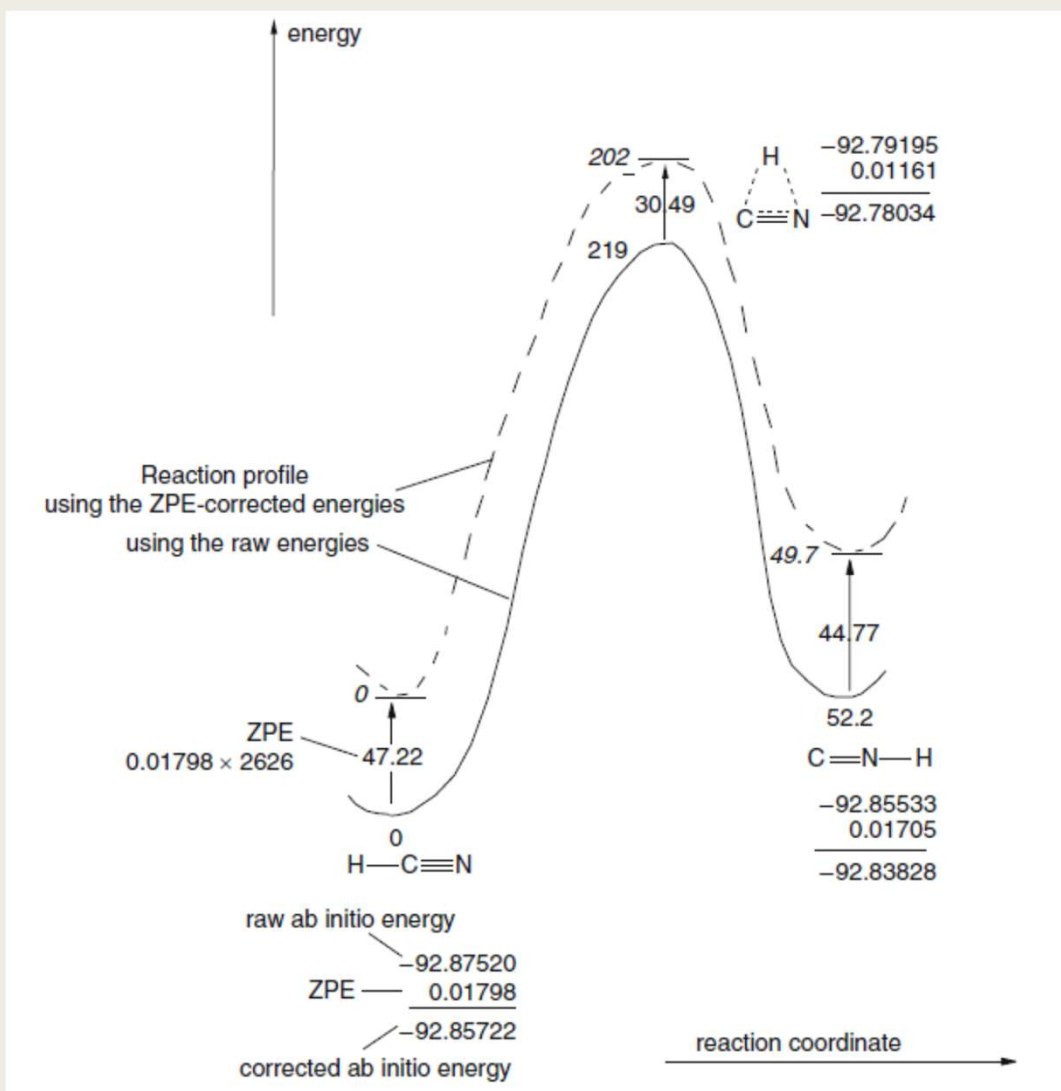 energy
202
H
–92.79195
0.01161
30.49
C N –92.78034
219
Reaction profile
using the ZPE-corrected energies
using the raw energies
49.7
44.77
0
ZPE
0.01798 × 2626
47.22
52.2
C N H
–92.85533
0.01705
–92.83828
0
H C N
raw ab initio energy
–92.87520
ZPE 0.01798
–92.85722
corrected ab initio energy
reaction coordinate